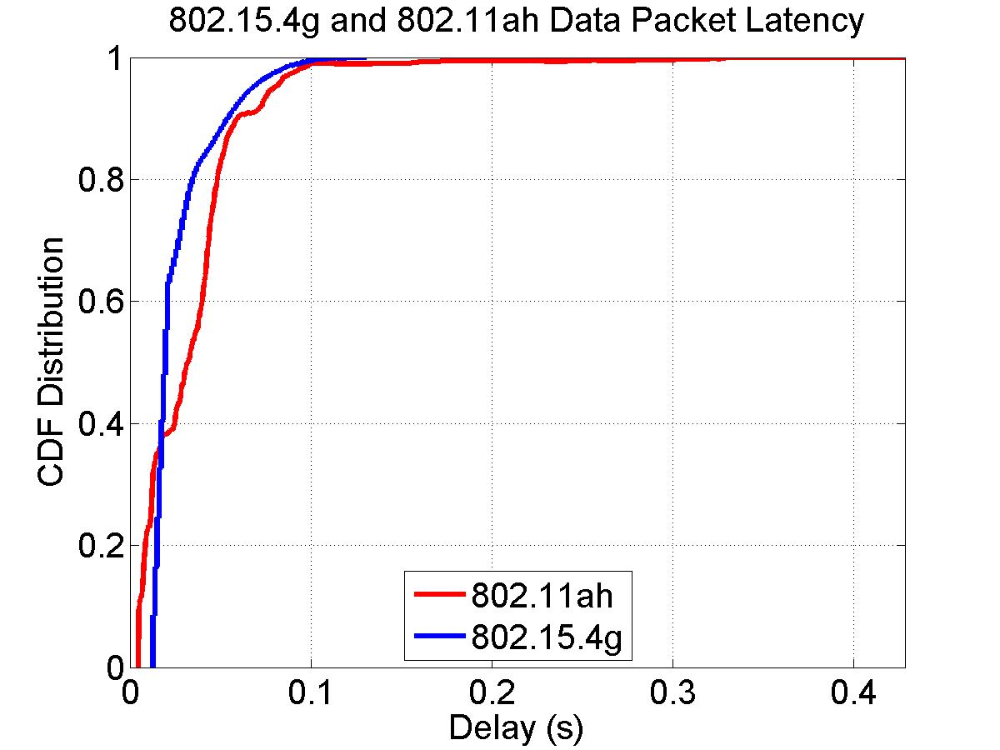 802.15.4g and 802.11ah Data Packet Latency
1
0.8
0.6
0.4
0.2
0
CDF Distribution
802.11ah
802.15.4g
0 0.1 0.2 0.3 0.4
Delay (s)